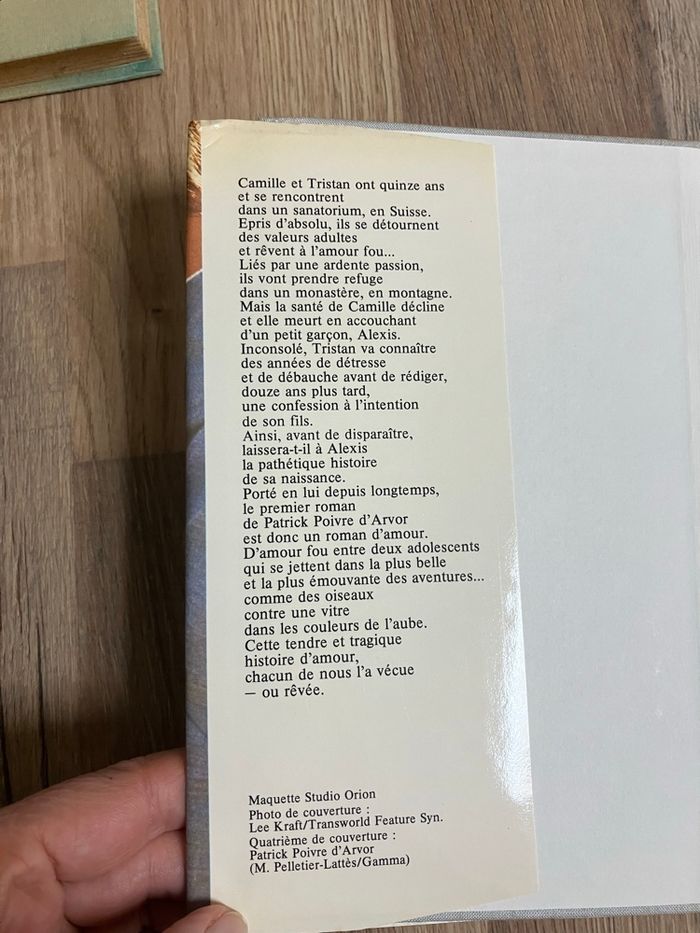 Camille et Tristan ont quinze ans
et se rencontrent
dans un sanatorium, en Suisse.
Epris d'absolu, ils se détournent
des valeurs adultes
et rêvent à l'amour fou...
Liés par une ardente passion,
ils vont prendre refuge
dans un monastère, en montagne.
Mais la santé de Camille décline
et elle meurt en accouchant
d'un petit garçon, Alexis.
Inconsolé, Tristan va connaître
des années de détresse
et de débauche avant de rédiger,
douze ans plus tard,
une confession à l'intention
de son fils.
Ainsi, avant de disparaître,
laissera-t-il à Alexis
la pathétique histoire
de sa naissance.
Porté en lui depuis longtemps,
le premier roman
de Patrick Poivre d'Arvor
est donc un roman d'amour.
D'amour fou entre deux adolescents
qui se jettent dans la plus belle
et la plus émouvante des aventures...
comme des oiseaux
contre une vitre
dans les couleurs de l'aube.
Cette tendre et tragique
histoire d'amour,
chacun de nous l'a vécue
— ou rêvée.
Maquette Studio Orion
Photo de couverture :
Lee Kraft/Transworld Feature Syn.
Quatrième de couverture :
Patrick Poivre d'Arvor
(M. Pelletier-Lattès/Gamma)